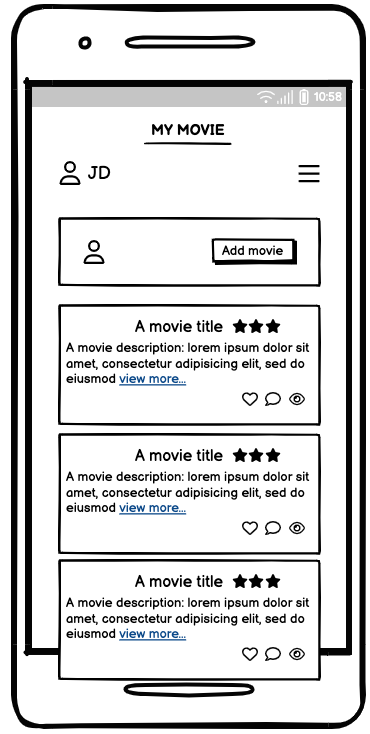 10:58
MY MOVIE
JD
Add movie
A movie title
A movie description: lorem ipsum dolor sit
amet, consectetur adipisicing elit, sed do
eiusmod view more...
A movie title
A movie description: lorem ipsum dolor sit
amet, consectetur adipisicing elit, sed do
eiusmod view more...
A movie title
A movie description: lorem ipsum dolor sit
amet, consectetur adipisicing elit, sed do
eiusmod view more...